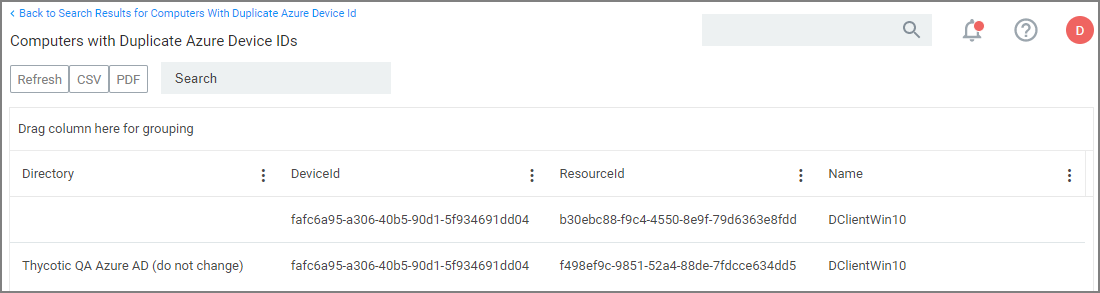 ‹ Back to Search Results for Computers With Duplicate Azure Device Id
Computers with Duplicate Azure Device IDs
D
Refresh CSV PDF Search
Drag column here for grouping
Directory DeviceId ResourceId Name
fafc6a95-a306-40b5-90d1-5f934691dd04 b30ebc88-f9c4-4550-8e9f-79d6363e8fdd DClientWin10
Thycotic QA Azure AD (do not change) fafc6a95-a306-40b5-90d1-5f934691dd04 f498ef9c-9851-52a4-88de-7fdcce634dd5 DClientWin10